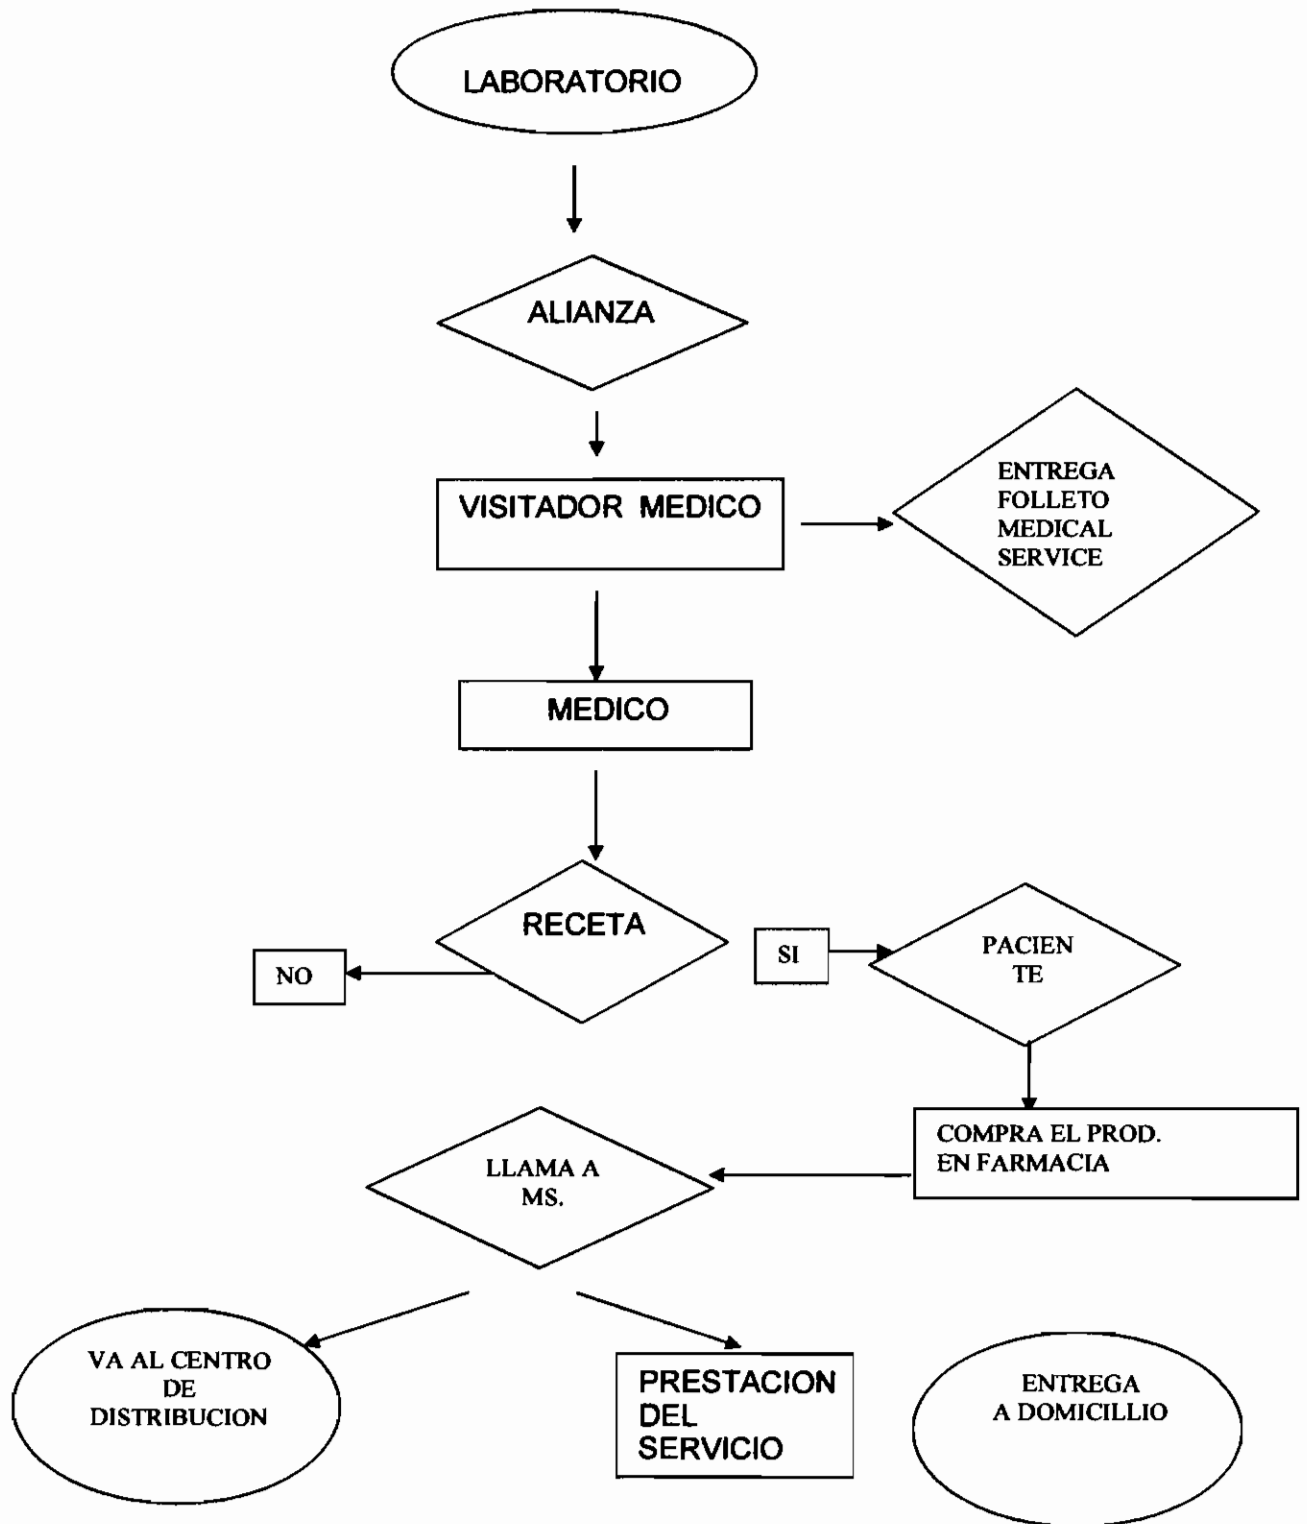 LABORATORIO
ALIANZA
VISITADOR MEDICO
ENTREGA
FOLLETO
MEDICAL
SERVICE
MEDICO
RECETA
NO
SI
PACIEN
TE
COMPRA EL PROD.
EN FARMACIA
LLAMA A
MS.
VA AL CENTRO
DE
DISTRIBUCION
PRESTACION
DEL
SERVICIO
ENTREGA
A DOMICILLIO